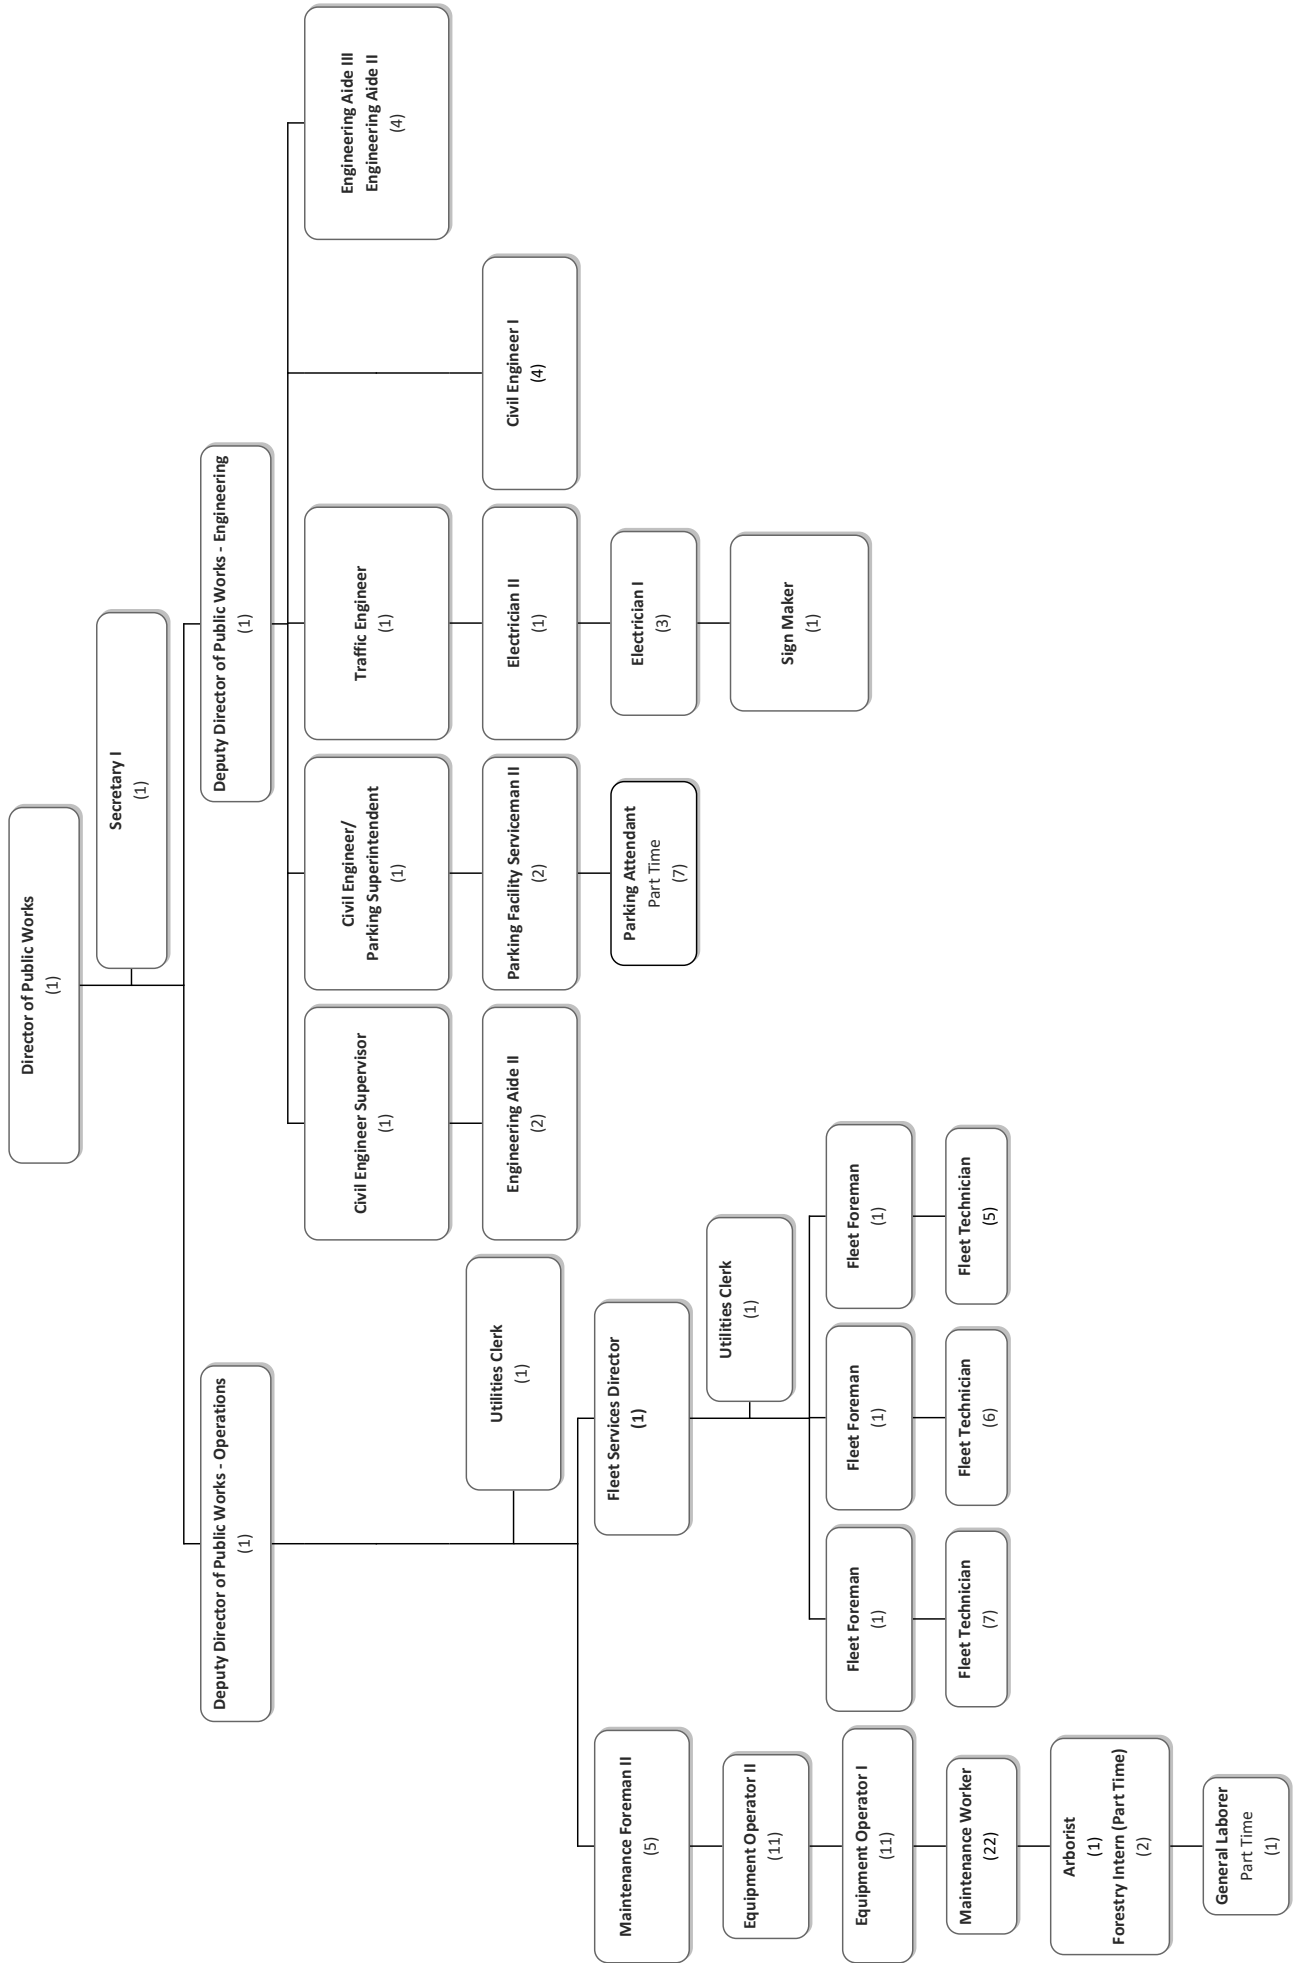 Director of Public Works
(1)
Secretary I
(1)
Deputy Director of Public Works - Operations
(1)
Deputy Director of Public Works - Engineering
(1)
Civil Engineer Supervisor
(1)
Civil Engineer/
Parking Superintendent
(1)
Traffic Engineer
(1)
Engineering Aide III
Engineering Aide II
(4)
Utilities Clerk
(1)
Engineering Aide II
(2)
Parking Facility Serviceman II
(2)
Electrician II
(1)
Civil Engineer I
(4)
Maintenance Foreman II
(5)
Fleet Services Director
(1)
Parking Attendant
Part Time
(7)
Electrician I
(3)
Equipment Operator II
(11)
Utilities Clerk
(1)
Sign Maker
(1)
Equipment Operator I
(11)
Fleet Foreman
(1)
Fleet Foreman
(1)
Fleet Foreman
(1)
Maintenance Worker
(22)
Fleet Technician
(7)
Fleet Technician
(6)
Fleet Technician
(5)
Arborist
(1)
Forestry Intern (Part Time)
(2)
General Laborer
Part Time
(1)